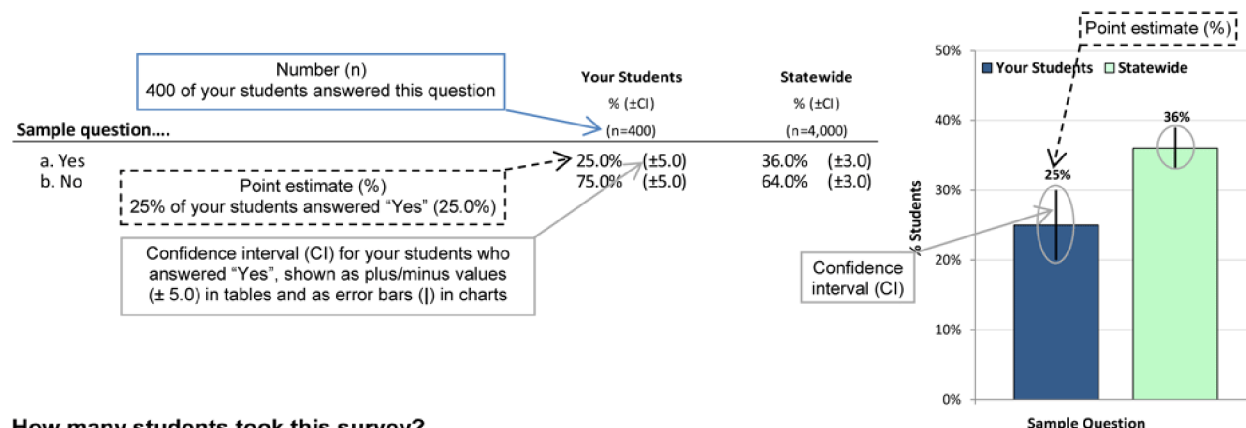 Number (n)
400 of your students answered this question
Your Students
Statewide
% (±CI)
% (±CI)
Sample question....
(n=400)
(n=4,000)
a. Yes
25.0% (±5.0)
36.0% (±3.0)
b. No
75.0% (±5.0)
64.0% (±3.0)
Point estimate (%)
25% of your students answered “Yes” (25.0%)
Confidence interval (CI) for your students who
answered “Yes”, shown as plus/minus values
(± 5.0) in tables and as error bars (|) in charts
Point estimate (%)
50%
Your Students
Statewide
40%
36%
25%
30%
% Students
20%
Confidence
interval (CI)
10%
0%
Sample Question
How many students took this survey?